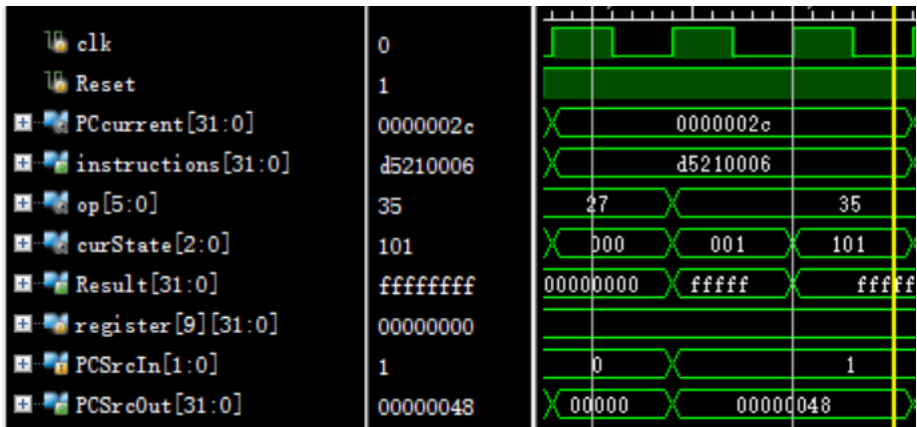 clk 0
Reset 1
PCcurrent[31:0] 0000002c 0000002c
instructions[31:0] d5210006 d5210006
op[5:0] 35 27 35
curState[2:0] 101 000 001 101
Result[31:0] ffffffff 00000000 fffff fffff
register[9][31:0] 00000000
PCSrcIn[1:0] 1 0 1
PCSrcOut[31:0] 00000048 00000 00000048